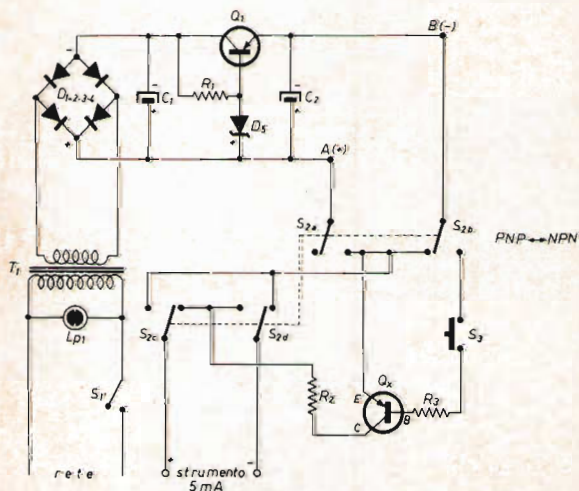 Q1
B (-)
-
-
-
D1÷2-3-4
C1
R1
C2
D5
+
+
+
+
A (+)
S2a
S2b
PNP ↔ NPN
T1
S2c
S2d
S3
Lp1
Qx
R2
E
R3
B
S1
C
+
-
rete
strumento
5 mA